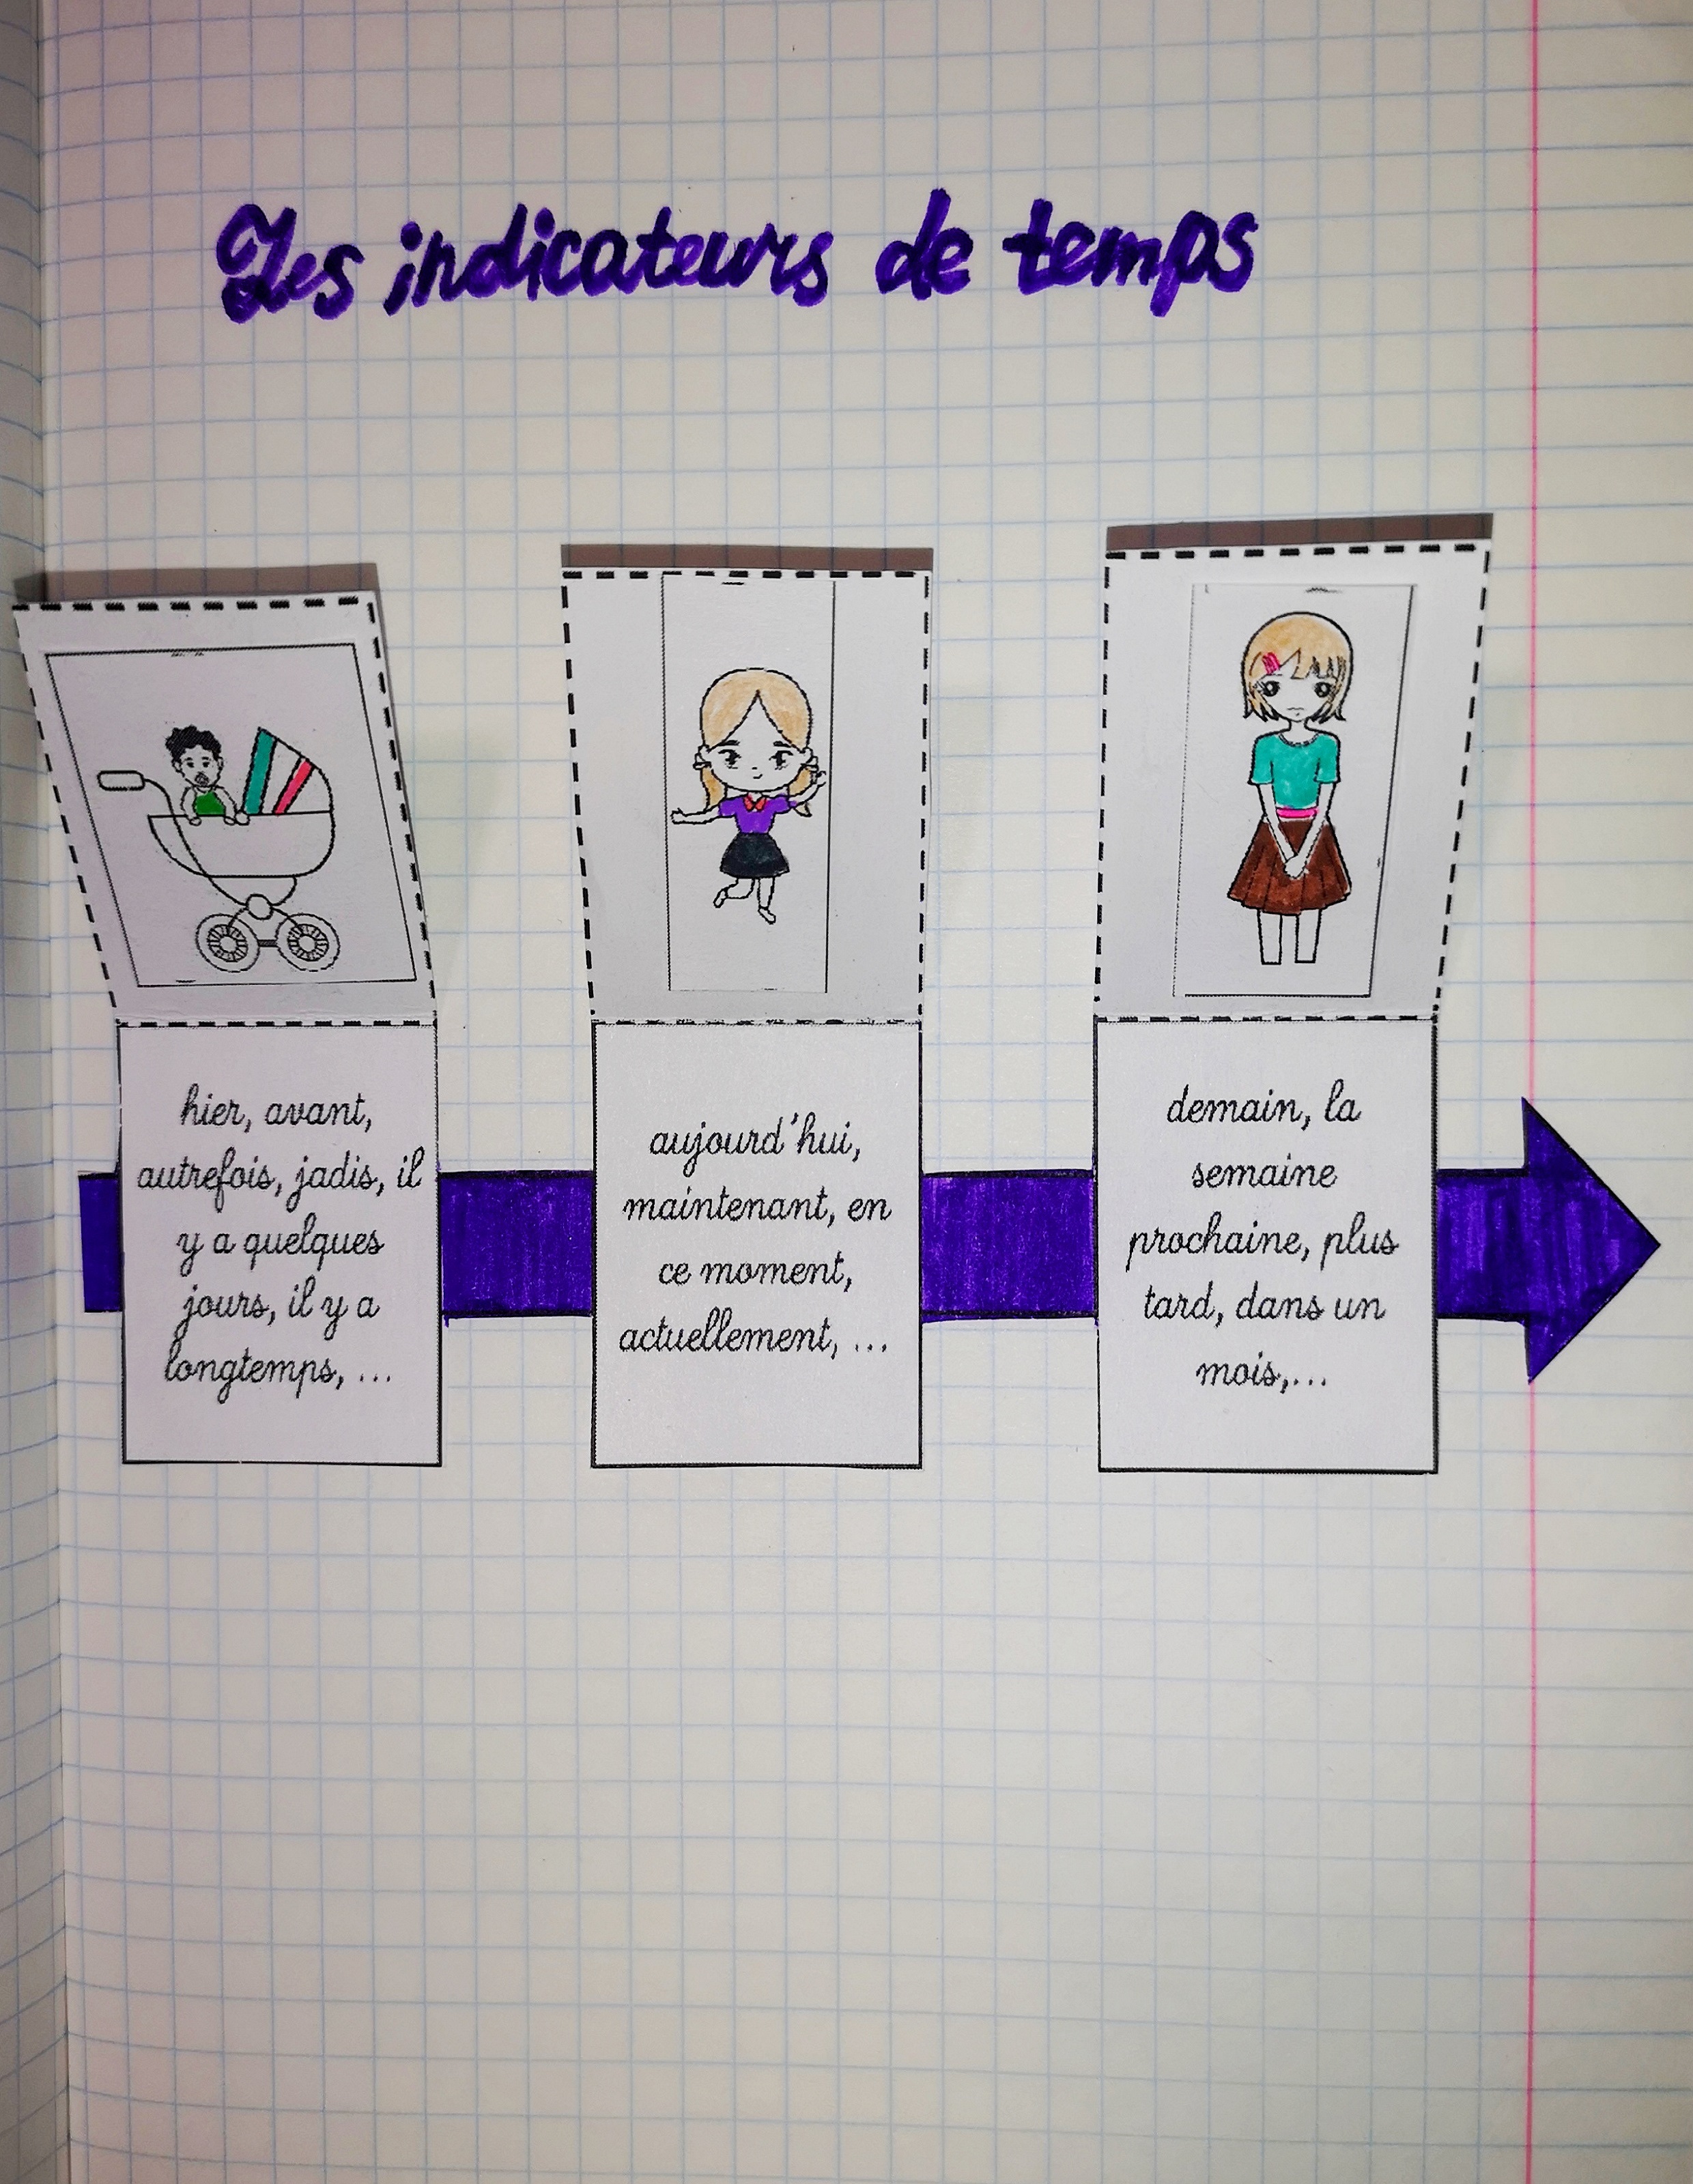 Les indicateurs de temps
hier, avant,
autrefois, jadis, il
y a quelques
jours, il y a
longtemps, ...
aujourd'hui,
maintenant, en
ce moment,
actuellement, ...
demain, la
semaine
prochaine, plus
tard, dans un
mois,...